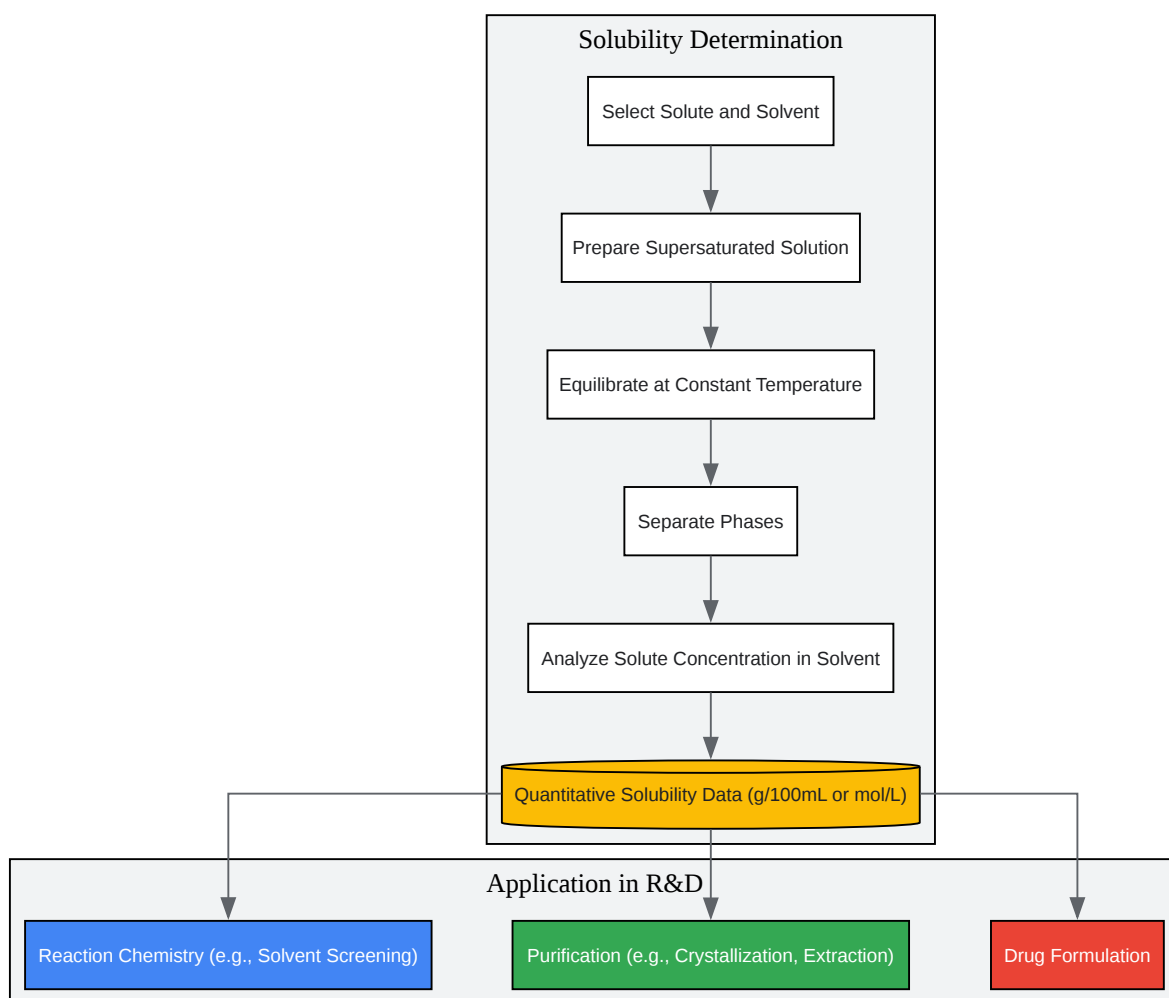 Solubility Determination
Select Solute and Solvent
Prepare Supersaturated Solution
Equilibrate at Constant Temperature
Separate Phases
Analyze Solute Concentration in Solvent
Quantitative Solubility Data (g/100mL or mol/L)
Application in R&D
Reaction Chemistry (e.g., Solvent Screening)
Purification (e.g., Crystallization, Extraction)
Drug Formulation